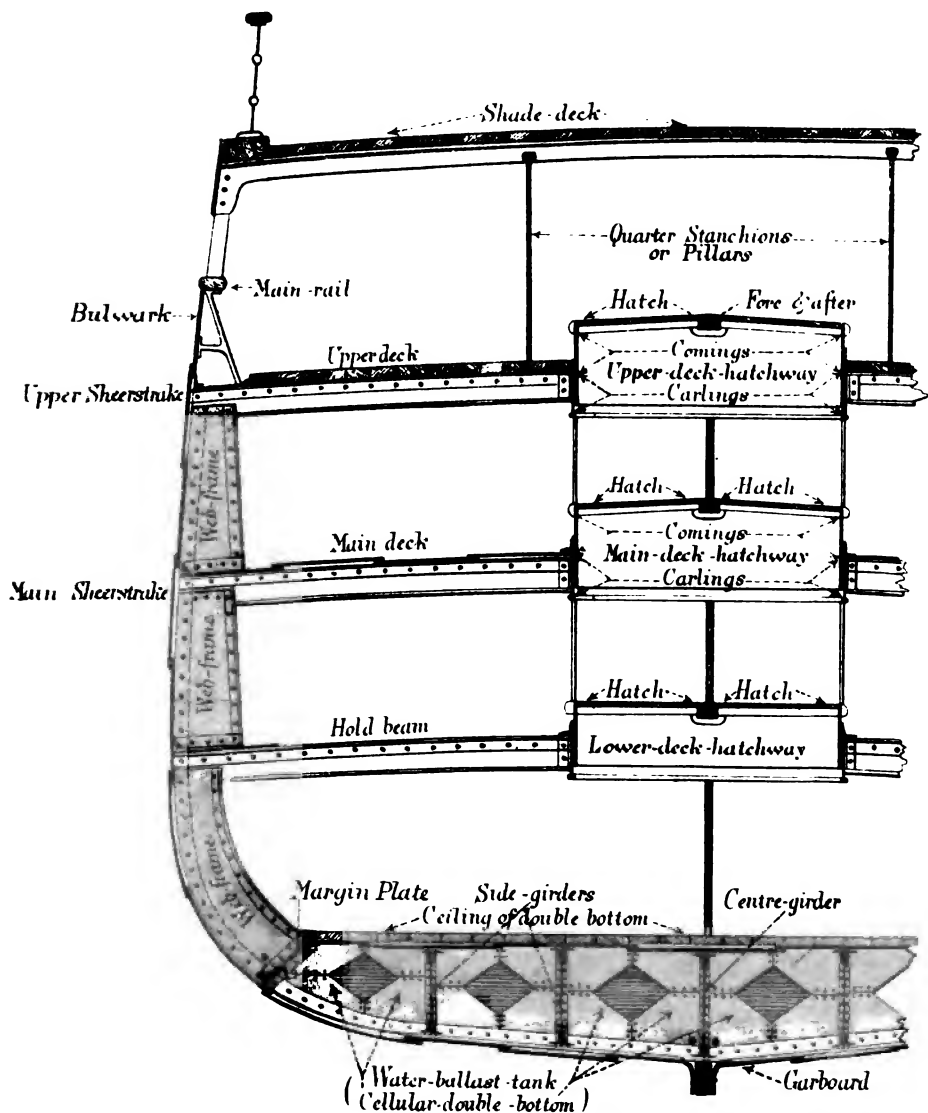 Shade-deck
Quarter Stanchions
or Pillars
Main-rail
Hatch
Fore & after
Bulwark
Upper deck
Comings
Upper-deck-hatchway
Carlings
Upper Sheerstrake
Web-frame
Hatch
Hatch
Main deck
Comings
Main-deck-hatchway
Carlings
Main Sheerstrake
Web-frame
Hatch
Hatch
Hold beam
Lower-deck-hatchway
Web-frame
Margin Plate
Side-girders
Centre-girder
Ceiling of double bottom
(Water-ballast-tank
Cellular-double-bottom)
Garboard